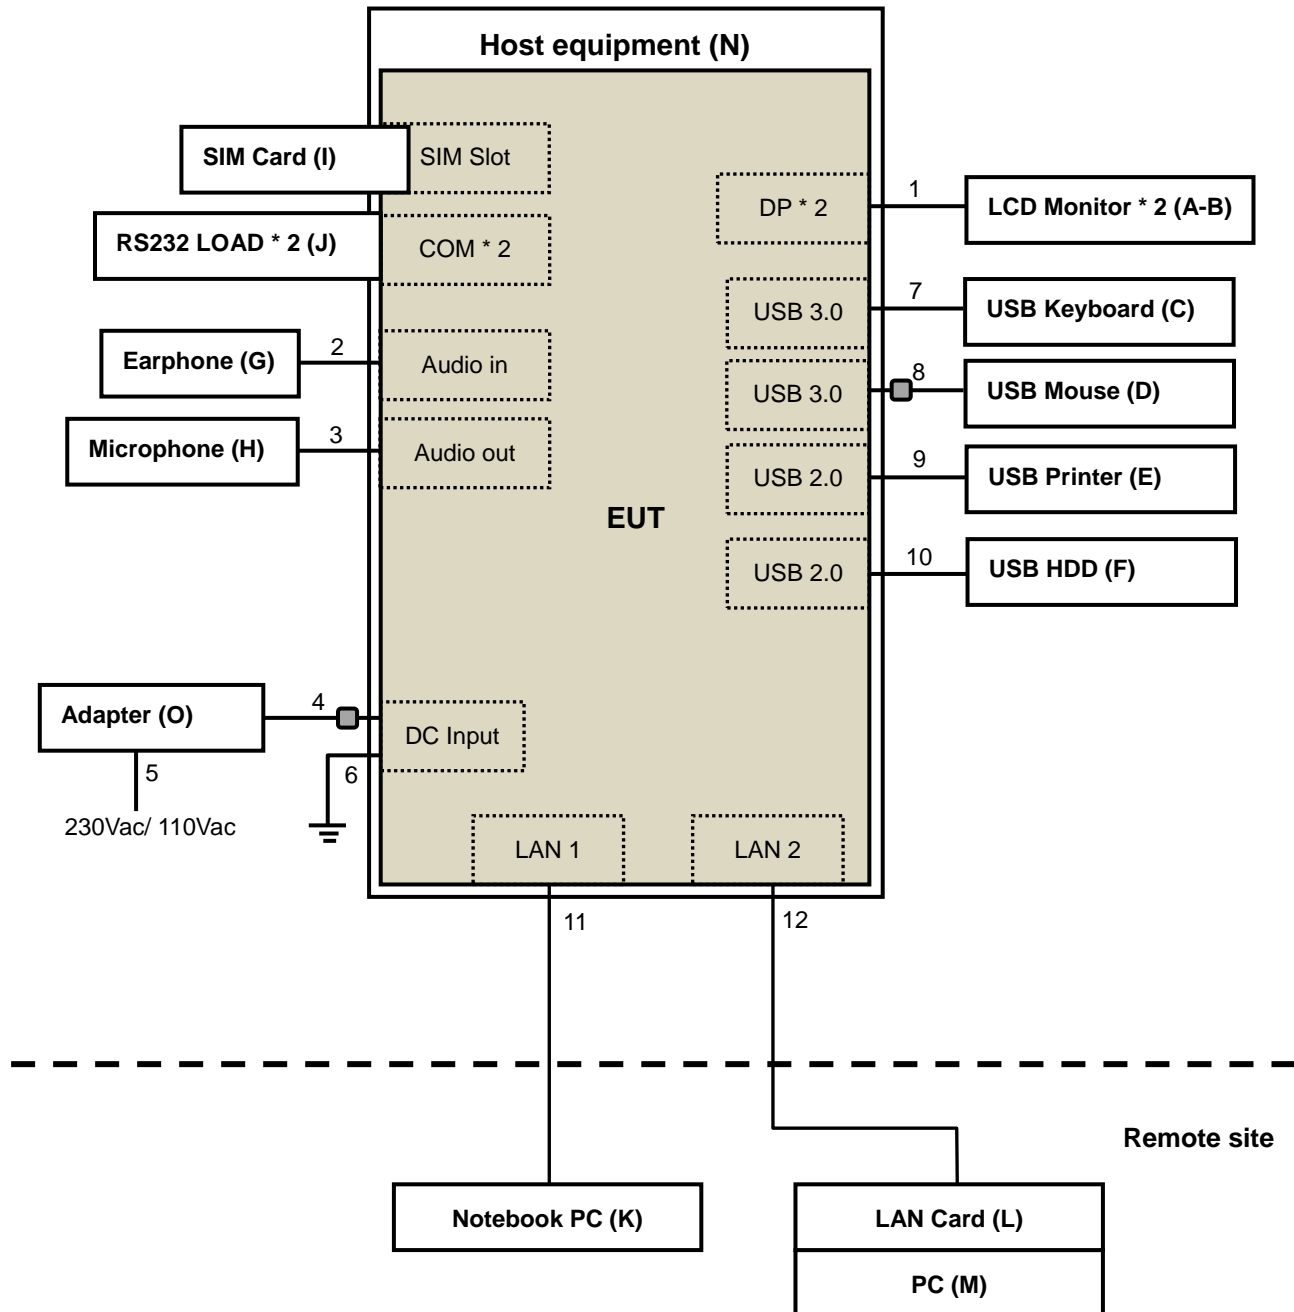 Host equipment (N)
SIM Card (I)
SIM Slot
DP * 2
1
LCD Monitor * 2 (A-B)
RS232 LOAD * 2 (J)
COM * 2
USB 3.0
7
USB Keyboard (C)
Earphone (G)
2
Audio in
USB 3.0
8
USB Mouse (D)
Microphone (H)
3
Audio out
USB 2.0
9
USB Printer (E)
EUT
USB 2.0
10
USB HDD (F)
Adapter (O)
4
DC Input
5
6
230Vac/ 110Vac
LAN 1
LAN 2
11
12
Remote site
Notebook PC (K)
LAN Card (L)
PC (M)